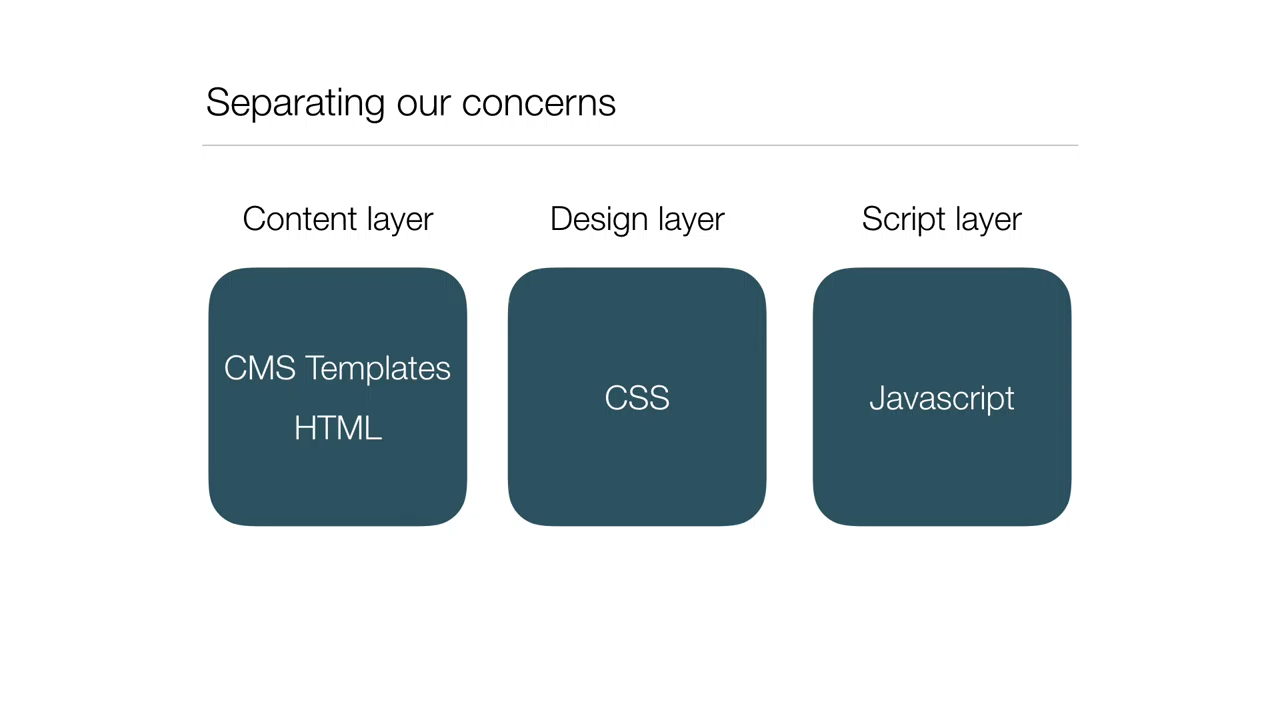 Separating our concerns
Content layer
Design layer
Script layer
CMS Templates
HTML
CSS
Javascript